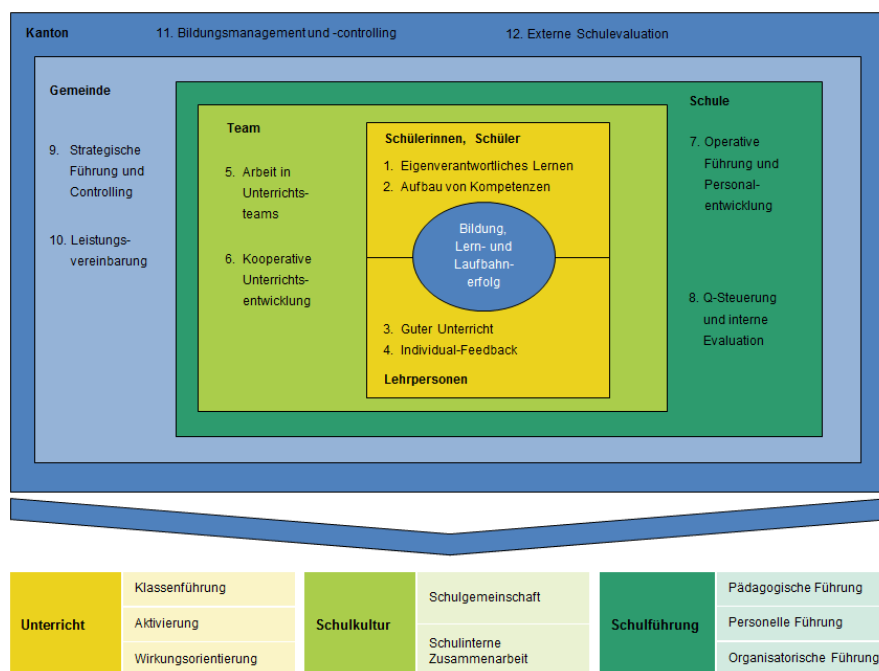 Kanton
11. Bildungsmanagement und -controlling
12. Externe Schulevaluation
Gemeinde
9. Strategische
Führung und
Controlling
10. Leistungs-
vereinbarung
Team
5. Arbeit in
Unterrichts-
teams
6. Kooperative
Unterrichts-
entwicklung
Schülerinnen, Schüler
1. Eigenverantwortliches Lernen
2. Aufbau von Kompetenzen
Bildung,
Lern- und
Laufbahn-
erfolg
3. Guter Unterricht
4. Individual-Feedback
Lehrpersonen
Schule
7. Operative
Führung und
Personal-
entwicklung
8. Q-Steuerung
und interne
Evaluation
Unterricht
Klassenführung
Aktivierung
Wirkungsorientierung
Schulkultur
Schulgemeinschaft
Schulinterne
Zusammenarbeit
Schulführung
Pädagogische Führung
Personelle Führung
Organisatorische Führung